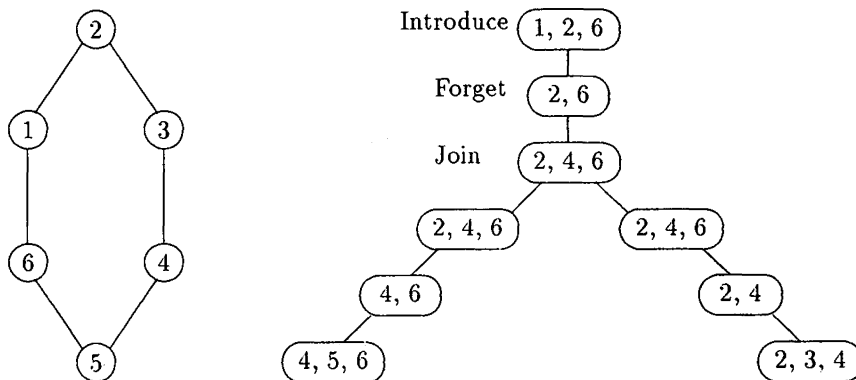 2
1
3
6
4
5
Introduce 1, 2, 6
Forget 2, 6
Join 2, 4, 6
2, 4, 6 2, 4, 6
4, 6 2, 4
4, 5, 6 2, 3, 4